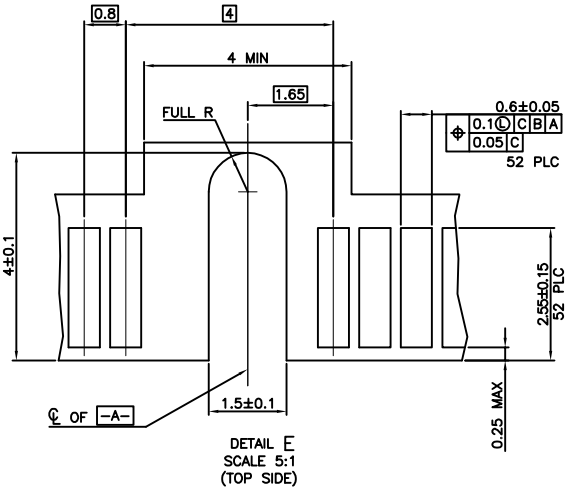 0.8
4
4 MIN
1.65
FULL R
0.6±0.05
⌖ 0.1Ⓛ C B A
0.05 C
52 PLC
4±0.1
2.55±0.15
52 PLC
0.25 MAX
1.5±0.1
℄ OF -A-
DETAIL E
SCALE 5:1
(TOP SIDE)